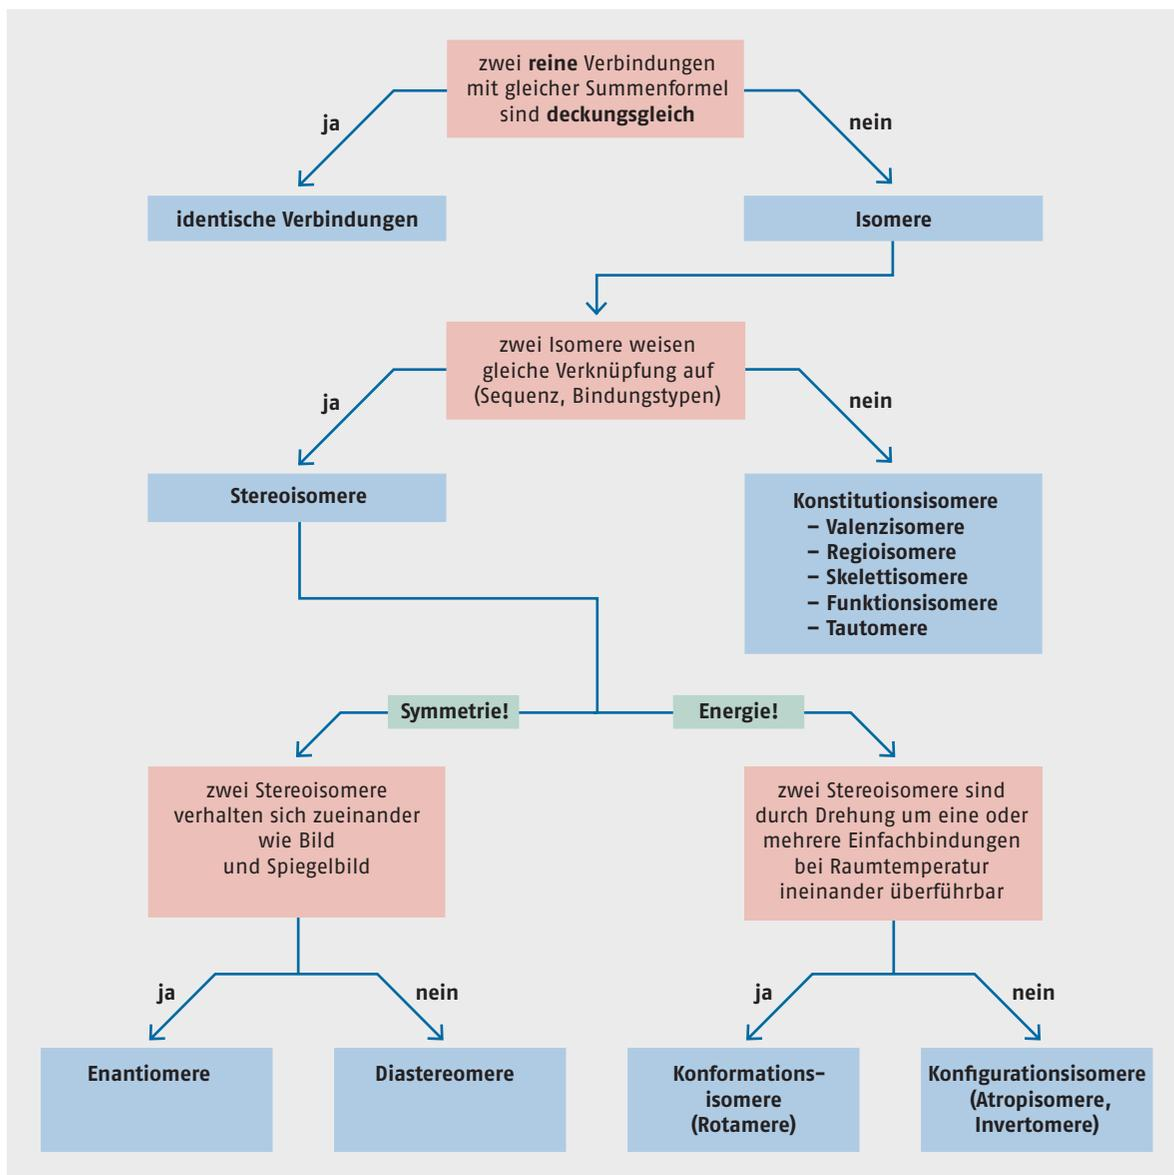 zwei reine Verbindungen
mit gleicher Summenformel
sind deckungsgleich
ja
nein
identische Verbindungen
Isomere
zwei Isomere weisen
gleiche Verknüpfung auf
(Sequenz, Bindungstypen)
ja
nein
Stereoisomere
Konstitutionsisomere
– Valenzisomere
– Regioisomere
– Skelettisomere
– Funktionsisomere
– Tautomere
Symmetrie!
Energie!
zwei Stereoisomere
verhalten sich zueinander
wie Bild
und Spiegelbild
zwei Stereoisomere sind
durch Drehung um eine oder
mehrere Einfachbindungen
bei Raumtemperatur
ineinander überführbar
ja
nein
ja
nein
Enantiomere
Diastereomere
Konformations-
isomere
(Rotamere)
Konfigurationsisomere
(Atropisomere,
Invertomere)